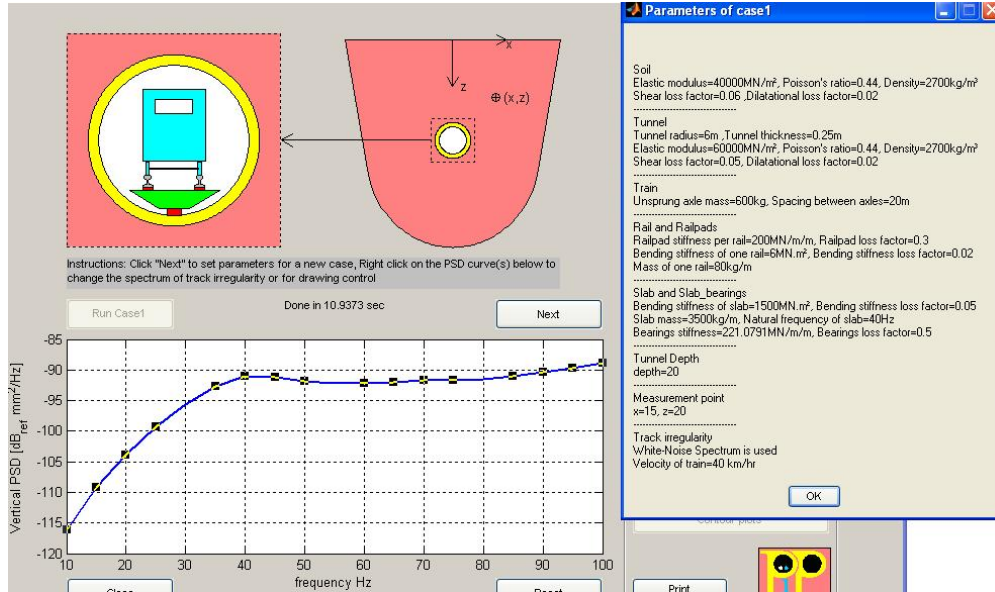 Parameters of case1
x
z
(x,z)
Soil
Elastic modulus=40000MN/m², Poisson's ratio=0.44, Density=2700kg/m³
Shear loss factor=0.06 ,Dilatational loss factor=0.02
Tunnel
Tunnel radius=6m ,Tunnel thickness=0.25m
Elastic modulus=60000MN/m², Poisson's ratio=0.44, Density=2700kg/m³
Shear loss factor=0.05, Dilatational loss factor=0.02
Train
Unsprung axle mass=600kg, Spacing between axles=20m
Rail and Railpads
Railpad stiffness per rail=200MN/m/m, Railpad loss factor=0.3
Bending stiffness of one rail=6MN.m², Bending stiffness loss factor=0.02
Mass of one rail=80kg/m
Slab and Slab_bearings
Bending stiffness of slab=1500MN.m², Bending stiffness loss factor=0.05
Slab mass=3500kg/m, Natural frequency of slab=40Hz
Bearings stiffness=221.0791MN/m/m, Bearings loss factor=0.5
Tunnel Depth
depth=20
Measurement point
x=15, z=20
Track irregularity
White-Noise Spectrum is used
Velocity of train=40 km/hr
OK
Instructions: Click "Next" to set parameters for a new case, Right click on the PSD curve(s) below to
change the spectrum of track irregularity or for drawing control
Run Case1
Done in 10.9373 sec
Next
-85
-90
-95
-100
-105
-110
-115
-120
Vertical PSD [dB_ref mm²/Hz]
10 20 30 40 50 60 70 80 90 100
frequency Hz
Close
Reset
Contour plots
Print